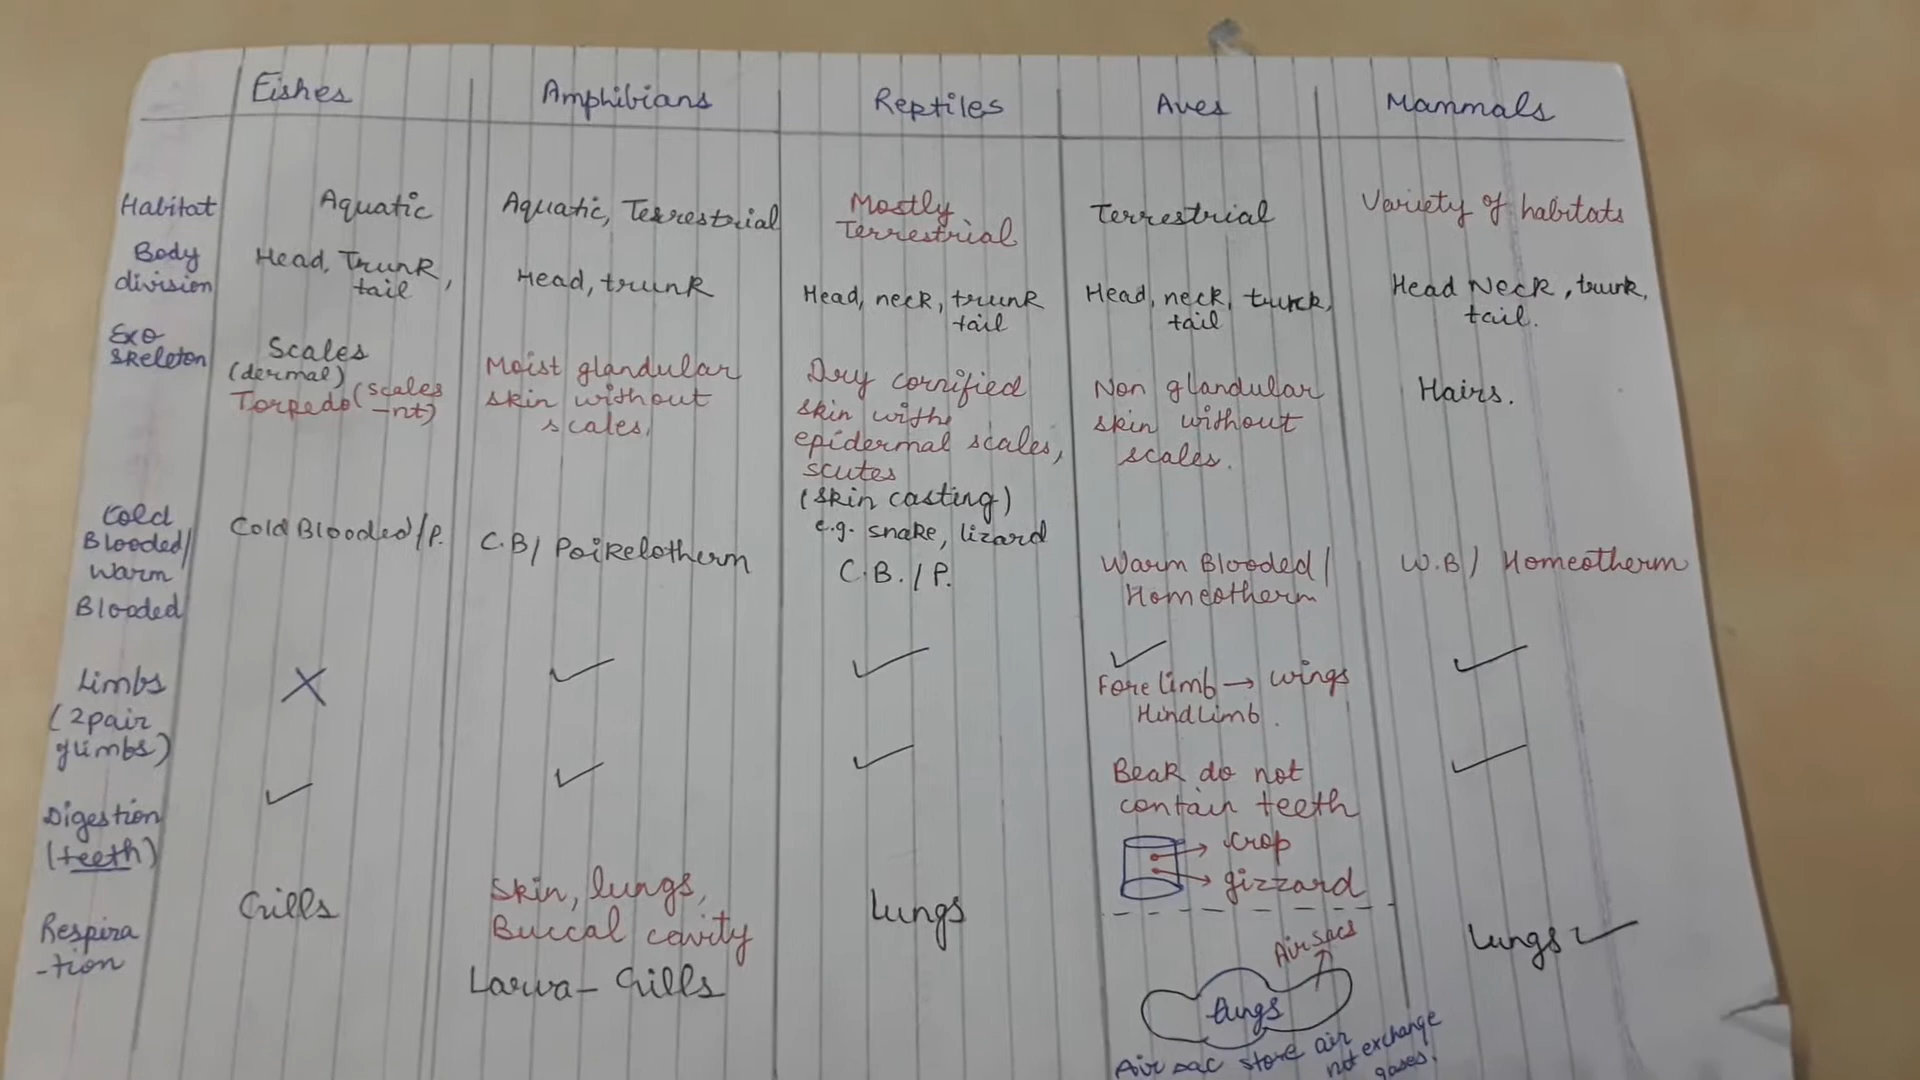 Fishes Amphibians Reptiles Aves Mammals
Habitat Aquatic Aquatic, Terrestrial Mostly Terrestrial Variety of habitats
Terrestrial
Body Head, Trunk, Head, trunk Head, neck, trunk Head, neck, turck, Head Neck, trunk,
division tail tail tail tail.
Exo
skeleton
Scales
(dermal)
Torpedo (scales
-nt)
Moist glandular
skin without
scales,
Dry cornified
skin withe
epidermal scales,
scutes
(skin casting)
e.g. snake, lizard
Non glandular
skin without
scales.
Hairs.
Cold
Blooded/
Warm
Blooded
Cold Blooded/P.
C.B/ Poikelotherm
C.B./P.
Warm Blooded/
Homeotherm
W.B/ Homeotherm
Limbs
(2pair
limbs)
Fore limb → wings
Hindlimb.
Digestion
(teeth)
Beak do not
contain teeth
crop
gizzard
Respira
-tion
Gills
Skin, lungs,
Buccal cavity
Larva- Gills
Lungs
Air sacs
lungs
Air sac store air
not exchange
gases.
Lungs